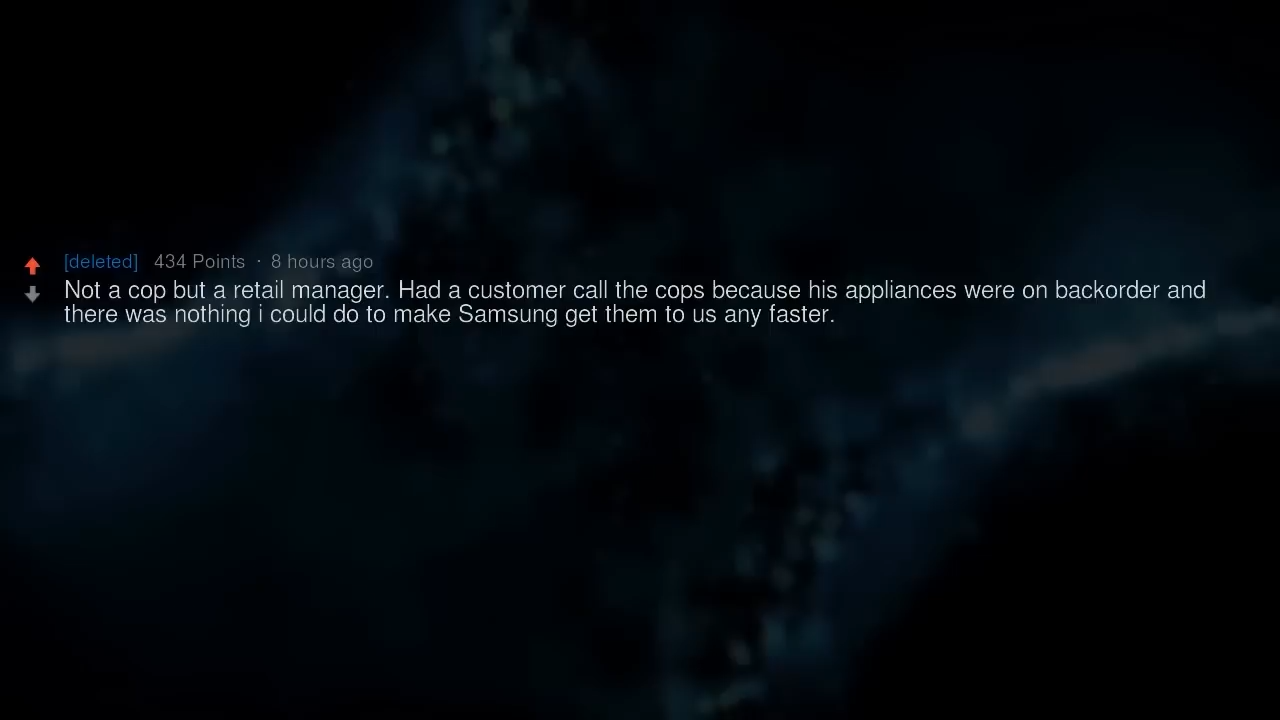 [deleted] 434 Points · 8 hours ago
Not a cop but a retail manager. Had a customer call the cops because his appliances were on backorder and
there was nothing i could do to make Samsung get them to us any faster.